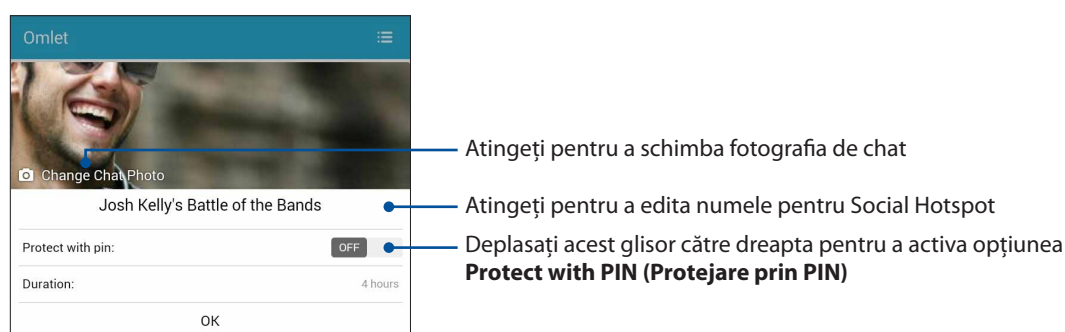 Omlet
Change Chat Photo
Atingeți pentru a schimba fotografia de chat
Josh Kelly's Battle of the Bands
Atingeți pentru a edita numele pentru Social Hotspot
Protect with pin:
OFF
Deplasați acest glisor către dreapta pentru a activa opțiunea
Protect with PIN (Protejare prin PIN)
Duration:
4 hours
OK